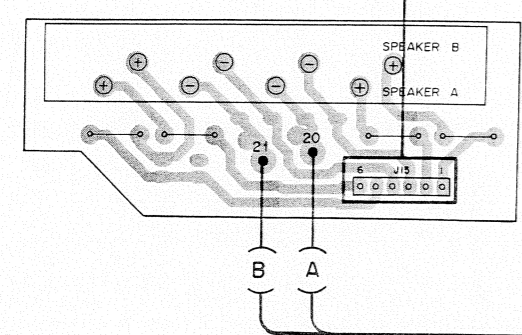 SPEAKER B
+ - - +
+ - - +
SPEAKER A
21 20
6 J15 1
B A